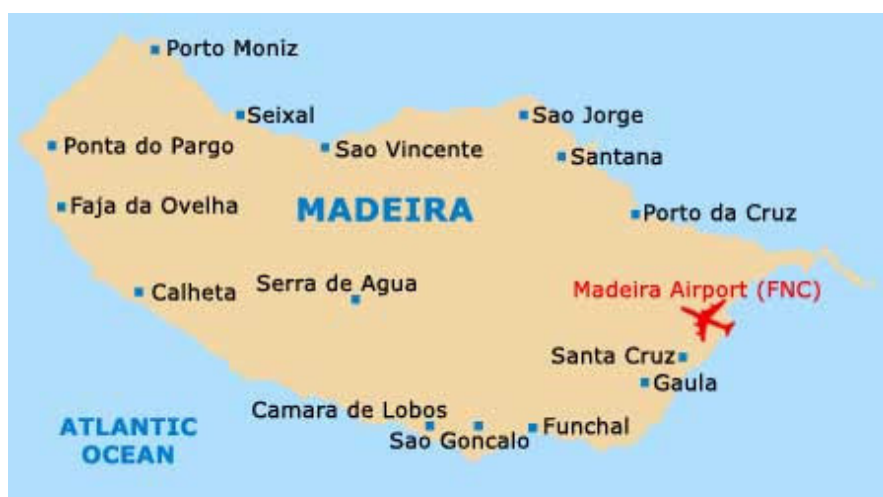 Porto Moniz
Seixal
Sao Jorge
Ponta do Pargo
Sao Vincente
Santana
Faja da Ovelha
MADEIRA
Porto da Cruz
Calheta
Serra de Agua
Madeira Airport (FNC)
Santa Cruz
Gaula
Camara de Lobos
Sao Goncalo
Funchal
ATLANTIC
OCEAN